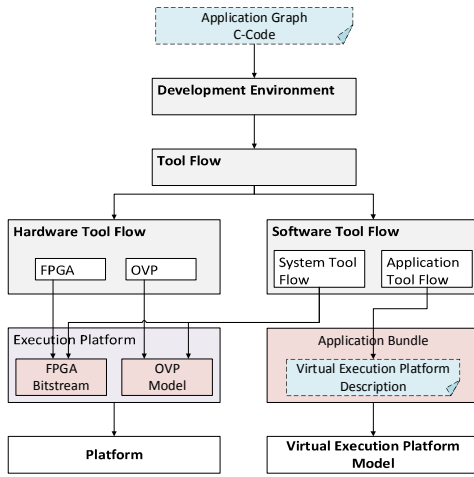 Application Graph
C-Code
Development Environment
Tool Flow
Hardware Tool Flow
FPGA
OVP
Software Tool Flow
System Tool
Flow
Application
Tool Flow
Execution Platform
FPGA
Bitstream
OVP
Model
Application Bundle
Virtual Execution Platform
Description
Platform
Virtual Execution Platform
Model